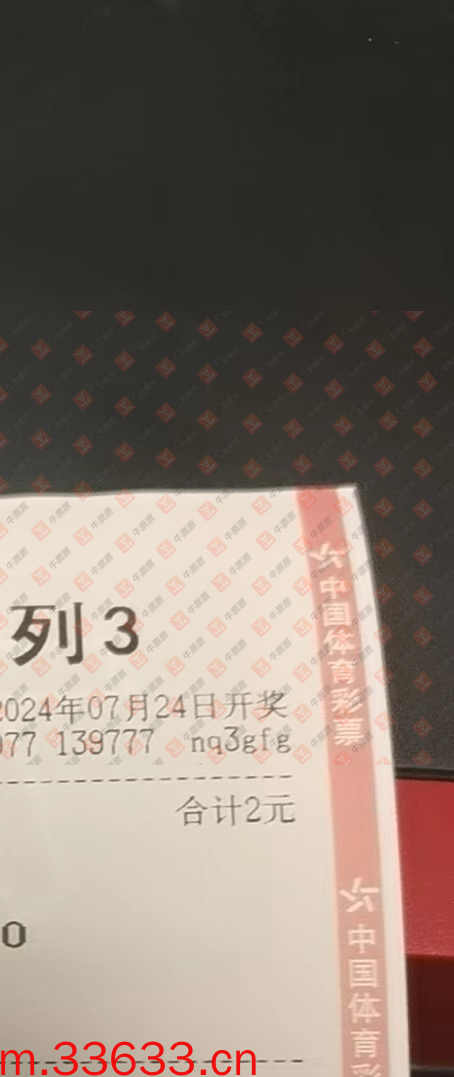 列3
2024年07月24日开奖
077 139777 nq3gfg
合计2元
0
中国体育彩票
中国体育彩
m.33633.cn